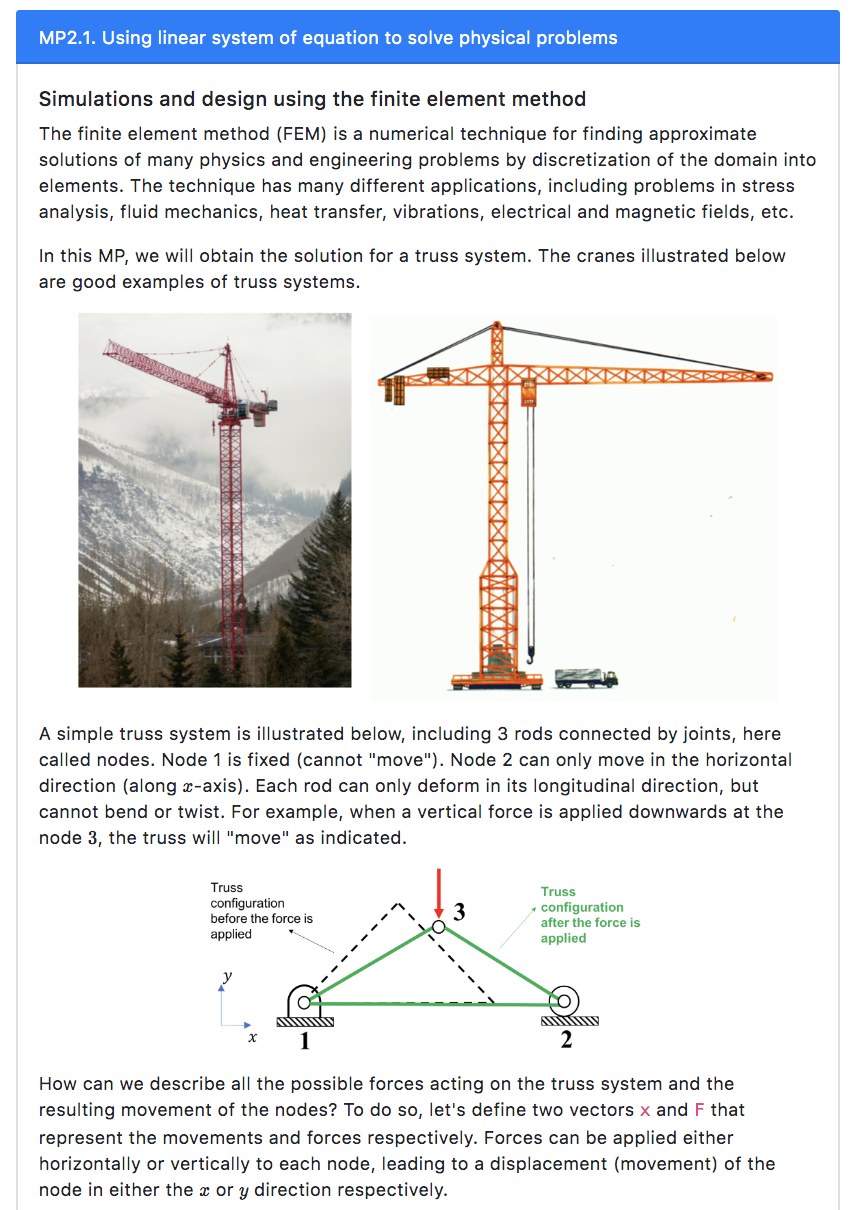 MP2.1. Using linear system of equation to solve physical problems
Simulations and design using the finite element method
The finite element method (FEM) is a numerical technique for finding approximate
solutions of many physics and engineering problems by discretization of the domain into
elements. The technique has many different applications, including problems in stress
analysis, fluid mechanics, heat transfer, vibrations, electrical and magnetic fields, etc.
In this MP, we will obtain the solution for a truss system. The cranes illustrated below
are good examples of truss systems.
A simple truss system is illustrated below, including 3 rods connected by joints, here
called nodes. Node 1 is fixed (cannot "move"). Node 2 can only move in the horizontal
direction (along x-axis). Each rod can only deform in its longitudinal direction, but
cannot bend or twist. For example, when a vertical force is applied downwards at the
node 3, the truss will "move" as indicated.
Truss
configuration
before the force is
applied
3
Truss
configuration
after the force is
applied
y
x
1
2
How can we describe all the possible forces acting on the truss system and the
resulting movement of the nodes? To do so, let's define two vectors x and F that
represent the movements and forces respectively. Forces can be applied either
horizontally or vertically to each node, leading to a displacement (movement) of the
node in either the x or y direction respectively.